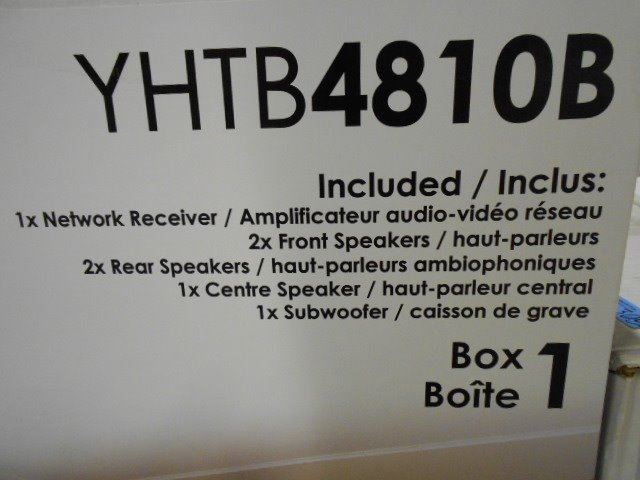 YHTB4810B
Included / Inclus:
1x Network Receiver / Amplificateur audio-vidéo réseau
2x Front Speakers / haut-parleurs
2x Rear Speakers / haut-parleurs ambiophoniques
1x Centre Speaker / haut-parleur central
1x Subwoofer / caisson de grave
Box 1
Boîte